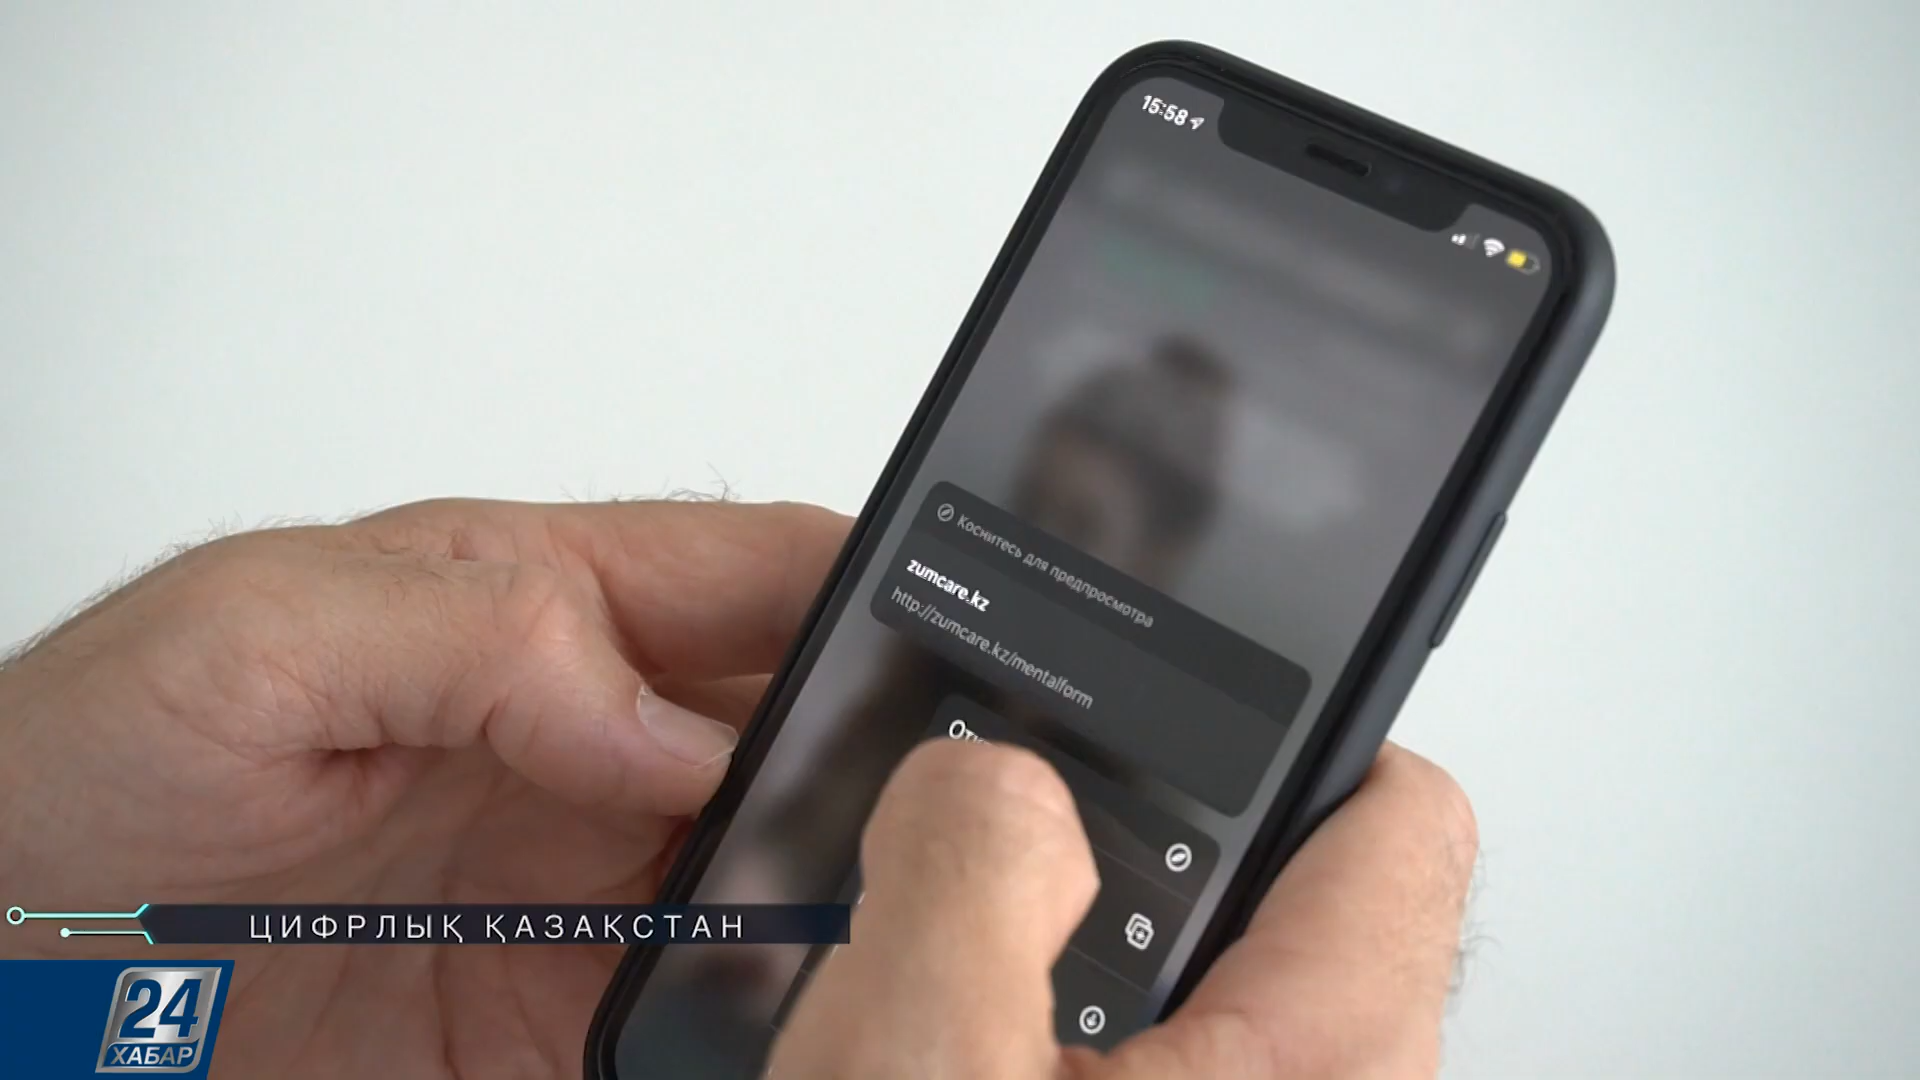 15:58
Коснитесь для предпросмотра
zumcare.kz
http://zumcare.kz/mentalform
ЦИФРЛЫҚ ҚАЗАҚСТАН
24
ХАБАР